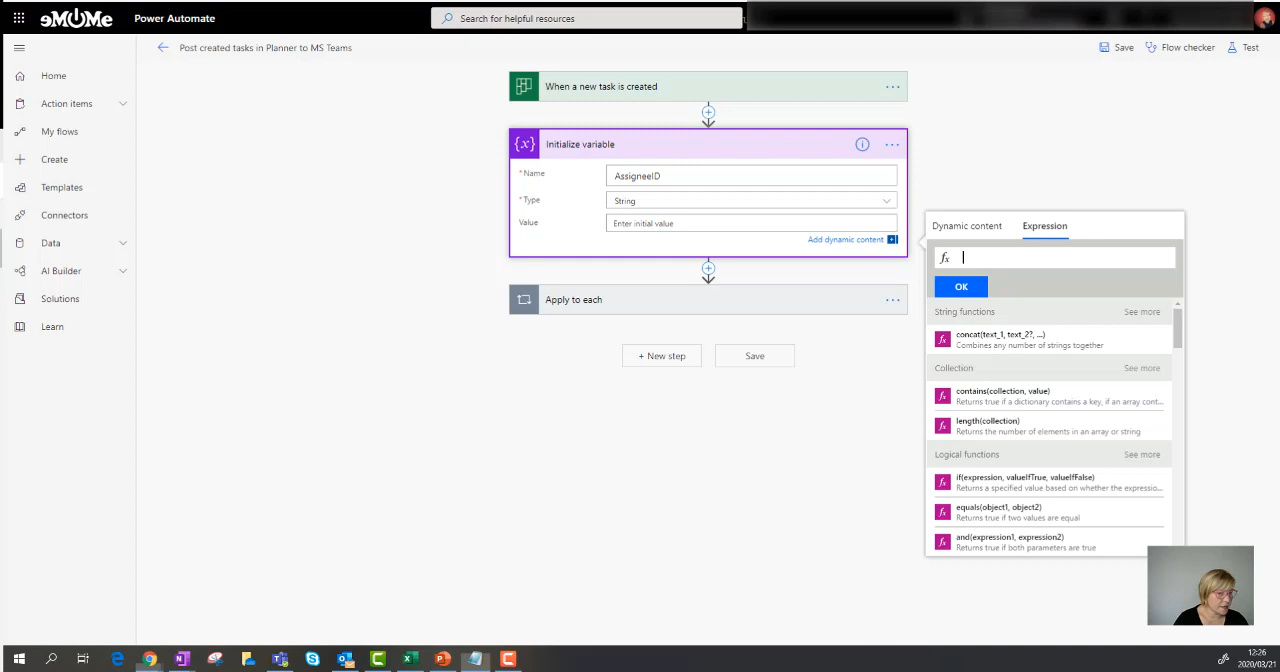 eMOMe
Power Automate
Search for helpful resources
Post created tasks in Planner to MS Teams
Save
Flow checker
Test
Home
Action items
My flows
Create
Templates
Connectors
Data
AI Builder
Solutions
Learn
When a new task is created
{x} Initialize variable
* Name
AssigneeID
* Type
String
Value
Enter initial value
Add dynamic content
Apply to each
+ New step
Save
Dynamic content
Expression
fx
OK
String functions
See more
fx concat(text_1, text_2?, ...)
Combines any number of strings together
Collection
See more
fx contains(collection, value)
Returns true if a dictionary contains a key, if an array cont...
fx length(collection)
Returns the number of elements in an array or string
Logical functions
See more
fx if(expression, valueIfTrue, valueIfFalse)
Returns a specified value based on whether the expressio...
fx equals(object1, object2)
Returns true if two values are equal
fx and(expression1, expression2)
Returns true if both parameters are true
12:26
2020/03/21